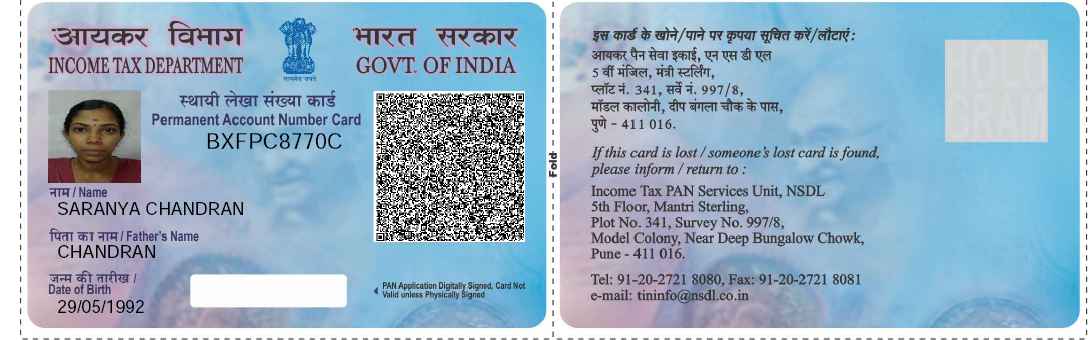 आयकर विभाग
INCOME TAX DEPARTMENT
सत्यमेव जयते
भारत सरकार
GOVT. OF INDIA
स्थायी लेखा संख्या कार्ड
Permanent Account Number Card
BXFPC8770C
नाम / Name
SARANYA CHANDRAN
पिता का नाम / Father's Name
CHANDRAN
जन्म की तारीख /
Date of Birth
29/05/1992
PAN Application Digitally Signed, Card Not
Valid unless Physically Signed
Fold
इस कार्ड के खोने/पाने पर कृपया सूचित करें/लौटाएं :
आयकर पैन सेवा इकाई, एन एस डी एल
5 वीं मंजिल, मंत्री स्टर्लिंग,
प्लॉट नं. 341, सर्वे नं. 997/8,
मॉडल कालोनी, दीप बंगला चौक के पास,
पुणे - 411 016.
If this card is lost / someone's lost card is found,
please inform / return to :
Income Tax PAN Services Unit, NSDL
5th Floor, Mantri Sterling,
Plot No. 341, Survey No. 997/8,
Model Colony, Near Deep Bungalow Chowk,
Pune - 411 016.
Tel: 91-20-2721 8080, Fax: 91-20-2721 8081
e-mail: tininfo@nsdl.co.in
HOLO
GRAM